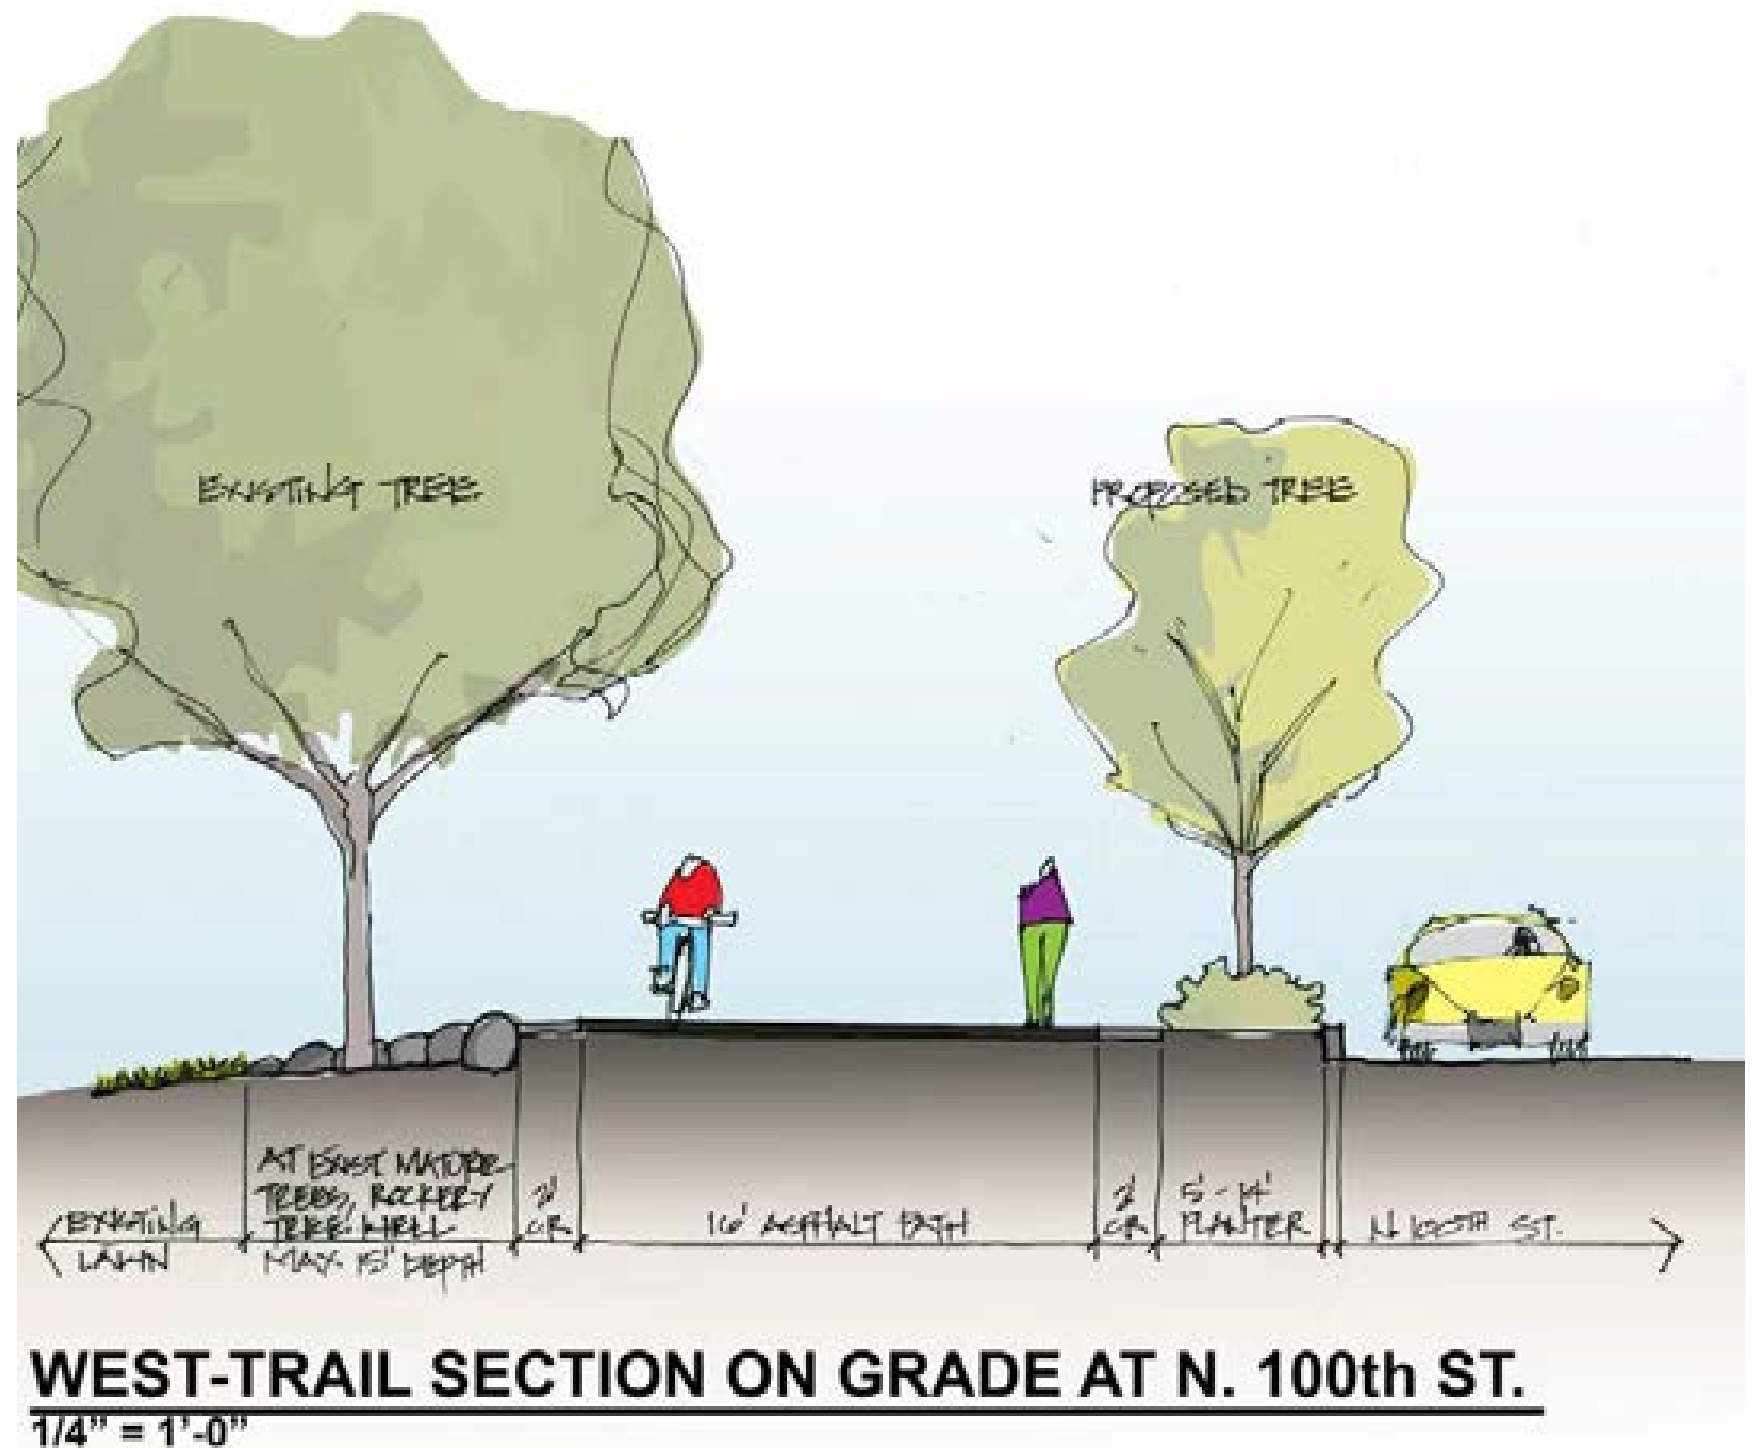 EXISTING TREE
PROPOSED TREE
AT EXIST MATURE
TREES, ROCKERY
TREE WELL
MAX. 15' DEPTH
EXISTING
LAWN
2'
CR.
16' ASPHALT PATH
2'
CR.
5' - 14'
PLANTER
N. 100TH ST.
WEST-TRAIL SECTION ON GRADE AT N. 100th ST.
1/4” = 1’-0”